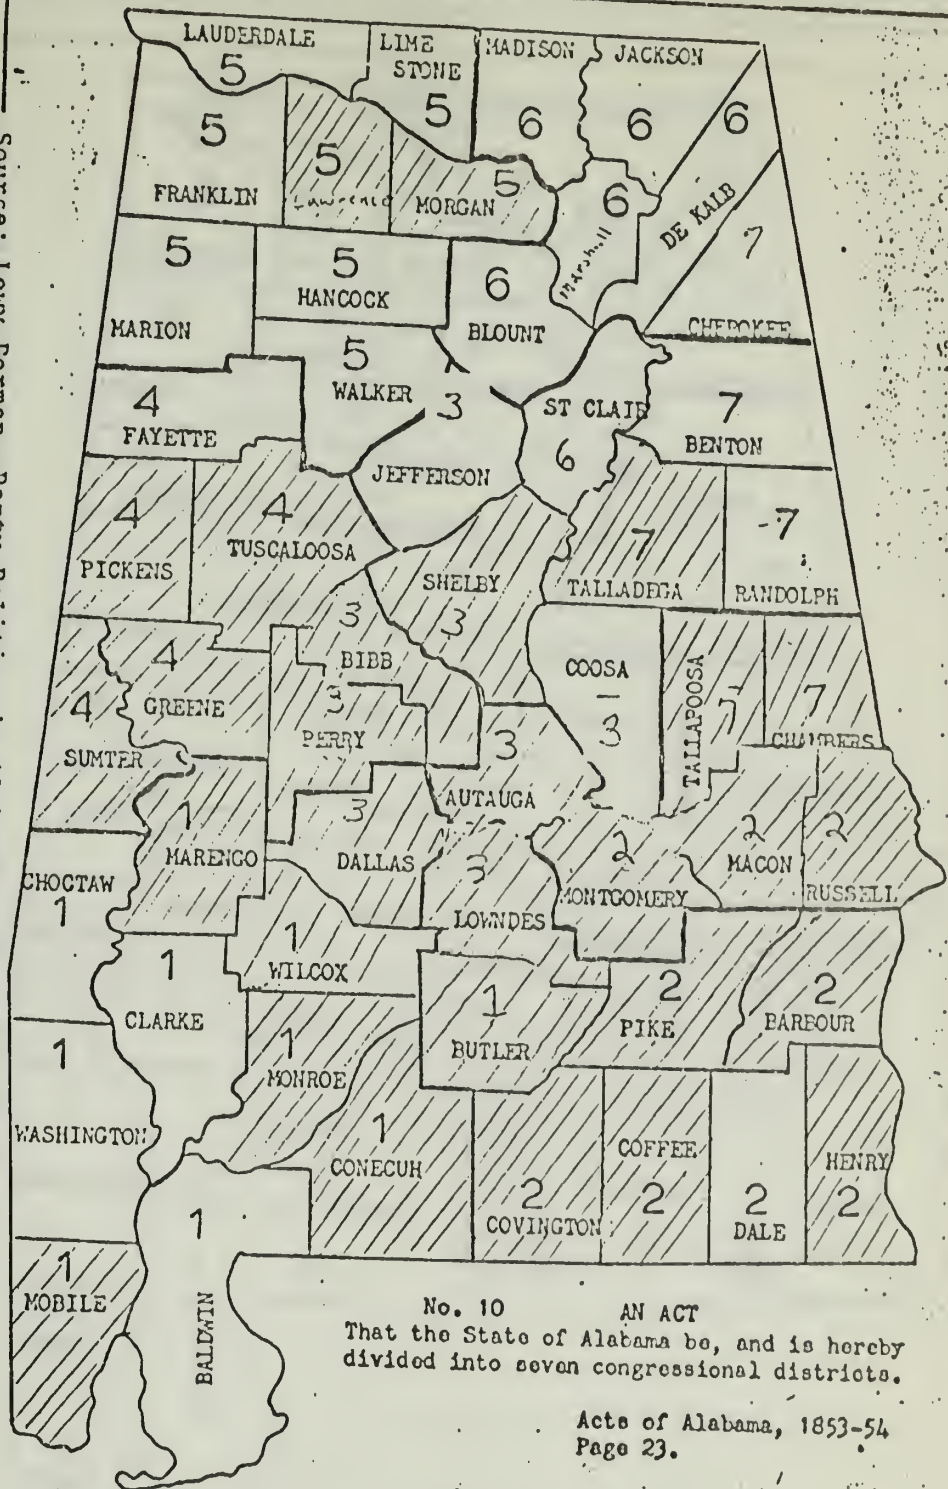 LAUDERDALE
5
LIME
STONE
5
MADISON
6
JACKSON
6
6
5
FRANKLIN
5
Lawrence
5
MORGAN
6
Marshall
DE KALB
7
CHEROKEE
5
MARION
5
HANCOCK
6
BLOUNT
5
WALKER
3
JEFFERSON
ST CLAIR
6
7
BENTON
4
FAYETTE
4
PICKENS
4
TUSCALOOSA
SHELBY
3
7
TALLADEGA
7
RANDOLPH
3
BIBB
4
GREENE
4
SUMTER
3
PERRY
COOSA
3
TALLAPOOSA
7
CHAMBERS
3
AUTAUGA
1
MARENGO
3
DALLAS
3
LOWNDES
2
MONTGOMERY
2
MACON
2
RUSSELL
CHOCTAW
1
1
CLARKE
1
WILCOX
1
BUTLER
2
PIKE
2
BARBOUR
1
WASHINGTON
1
MONROE
1
CONECUH
2
COVINGTON
COFFEE
2
2
DALE
HENRY
2
1
MOBILE
1
BALDWIN
No. 10 AN ACT
That the State of Alabama be, and is hereby
divided into seven congressional districts.
Acts of Alabama, 1853-54
Page 23.